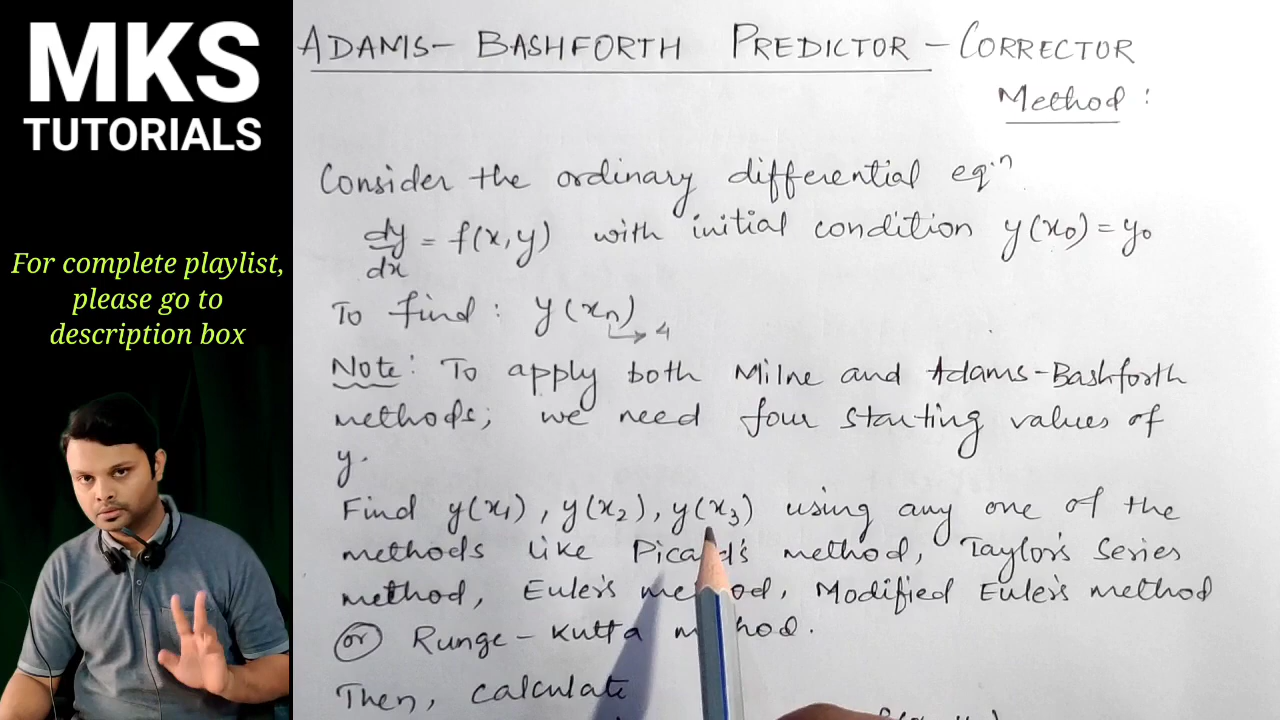 MKS
TUTORIALS
For complete playlist,
please go to
description box
ADAMS- BASHFORTH PREDICTOR - CORRECTOR
Method :
Consider the ordinary differential eqⁿ
dy/dx = f(x,y) with initial condition y(x₀) = y₀
To find : y(xₙ)
→ 4
Note: To apply both Milne and Adams-Bashforth
methods; we need four starting values of
y.
Find y(x₁), y(x₂), y(x₃) using any one of the
methods like Picard's method, Taylor's Series
method, Euler's method, Modified Euler's method
or Runge-Kutta method.
Then, calculate